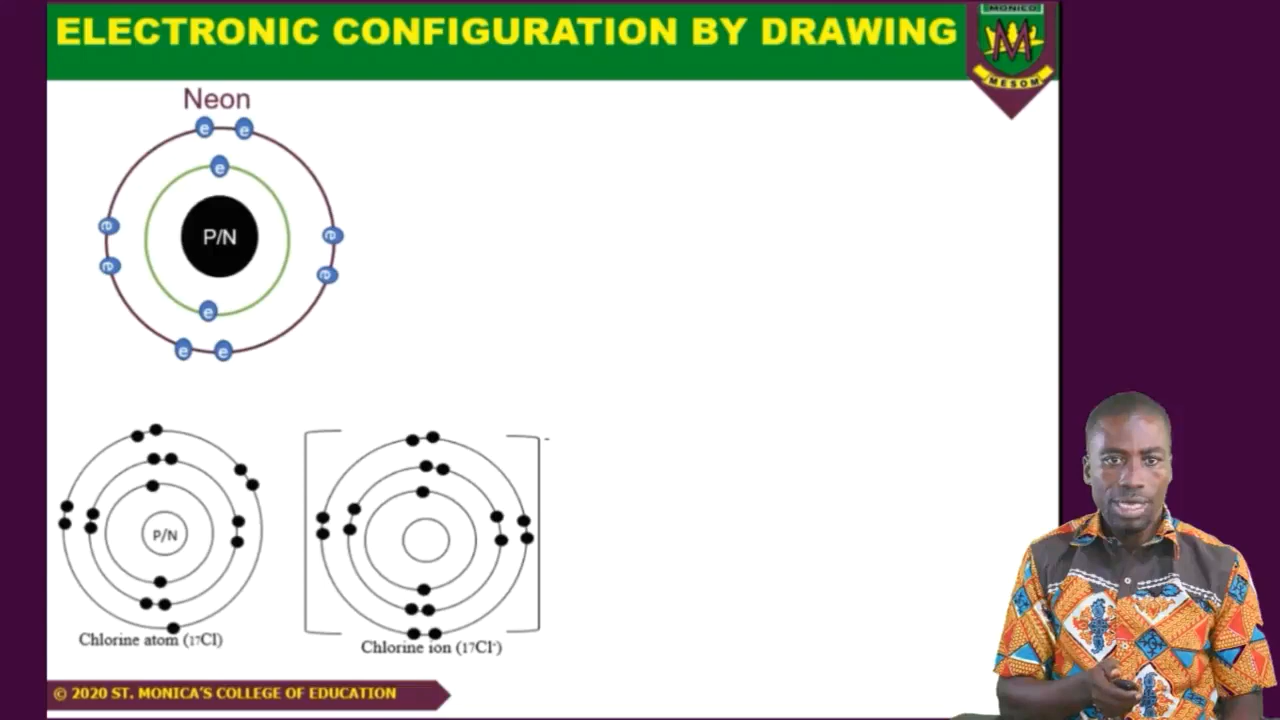 ELECTRONIC CONFIGURATION BY DRAWING
MONICO
M
MESOM
Neon
e e
e
P/N
e
e
e
e
e
e e
P/N
-
Chlorine atom (₁₇Cl)
Chlorine ion (₁₇Cl⁻)
© 2020 ST. MONICA'S COLLEGE OF EDUCATION